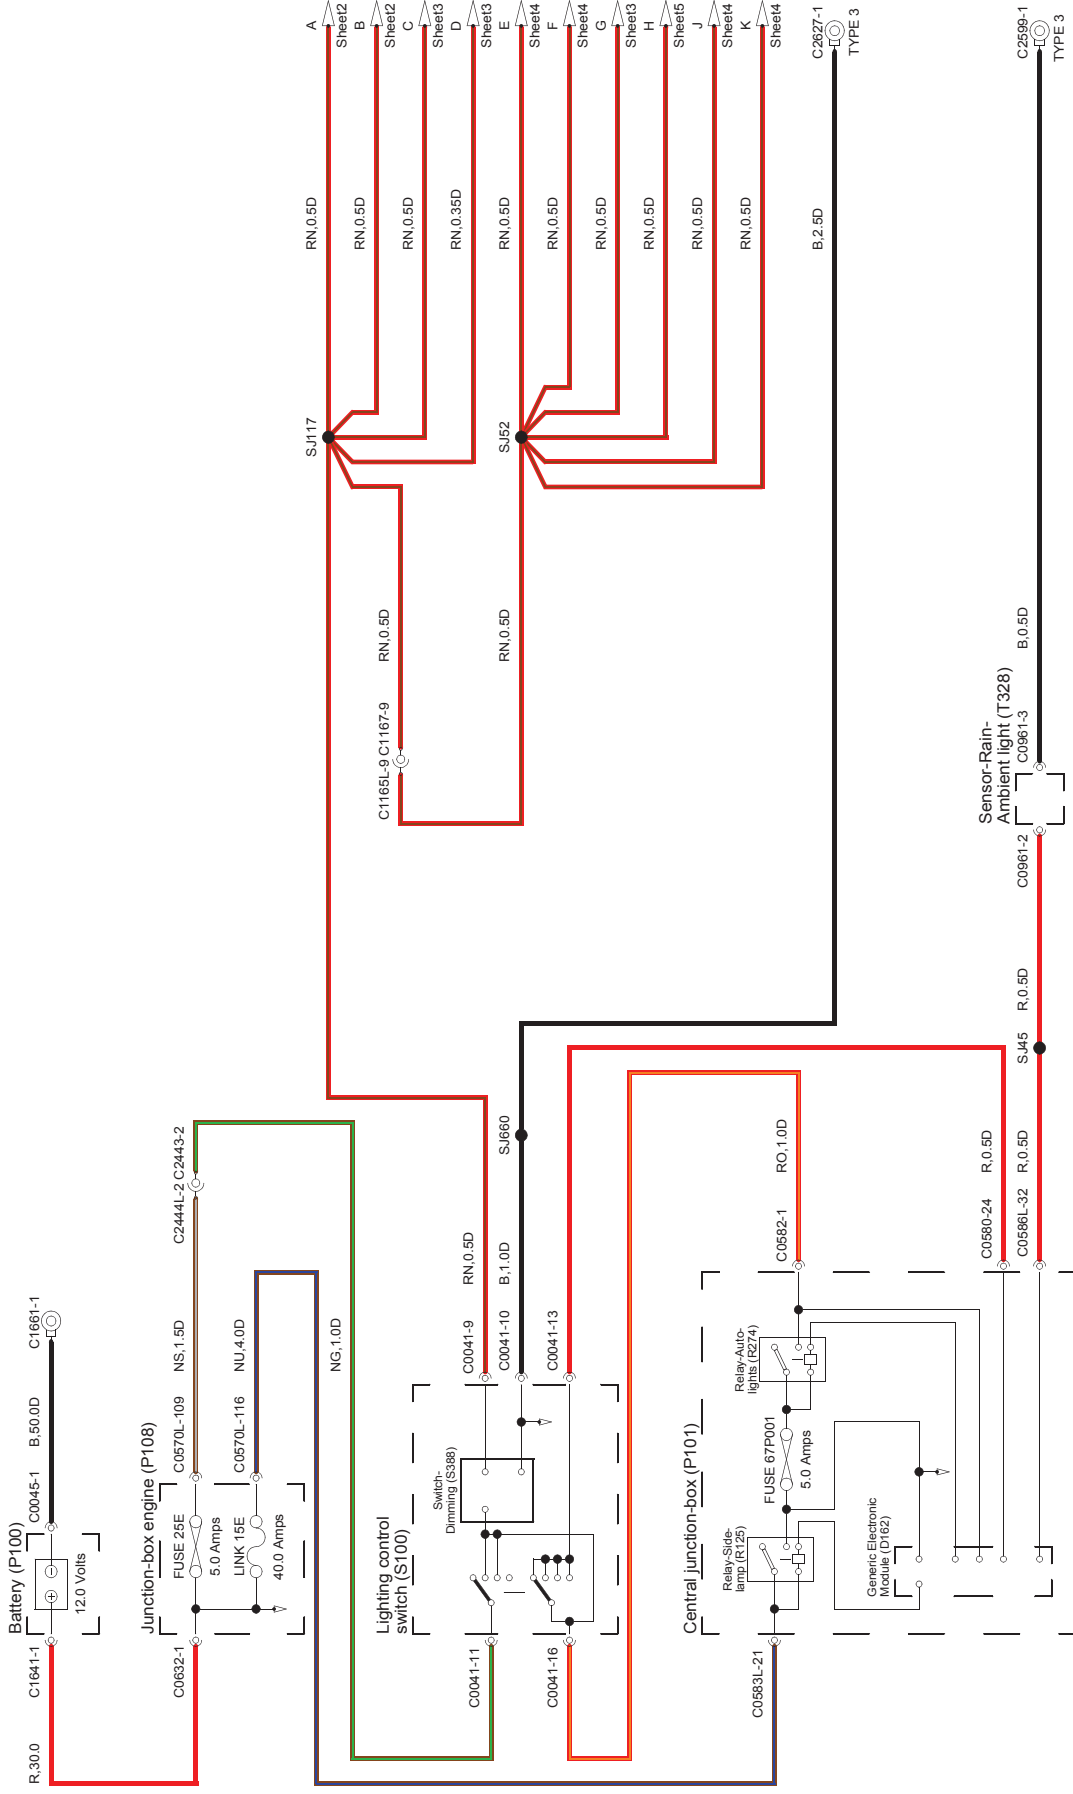 Battery (P100)
12.0 Volts
C1641-1
R,30.0
C0045-1
B,50.0D
C1661-1
Junction-box engine (P108)
FUSE 25E
5.0 Amps
LINK 15E
40.0 Amps
C0632-1
C0570L-109
NS,1.5D
C2444L-2
C2443-2
C0570L-116
NU,4.0D
NG,1.0D
Lighting control
switch (S100)
Switch-
Dimming (S388)
C0041-11
C0041-16
C0041-9
RN,0.5D
C0041-10
B,1.0D
SJ660
C0041-13
Central junction-box (P101)
Relay-Side-
lamp (R125)
FUSE 67P001
5.0 Amps
Relay-Auto-
lights (R274)
Generic Electronic
Module (D162)
C0583L-21
C0582-1
RO,1.0D
C0580-24
R,0.5D
C0586L-32
R,0.5D
SJ45
R,0.5D
C0961-2
Sensor-Rain-
Ambient light (T328)
C0961-3
B,0.5D
C2599-1
TYPE 3
B,2.5D
C2627-1
TYPE 3
C1165L-9
C1167-9
RN,0.5D
RN,0.5D
SJ117
SJ52
RN,0.5D
A
Sheet2
RN,0.5D
B
Sheet2
RN,0.5D
C
Sheet3
RN,0.35D
D
Sheet3
RN,0.5D
E
Sheet4
RN,0.5D
F
Sheet4
RN,0.5D
G
Sheet3
RN,0.5D
H
Sheet5
RN,0.5D
J
Sheet4
RN,0.5D
K
Sheet4